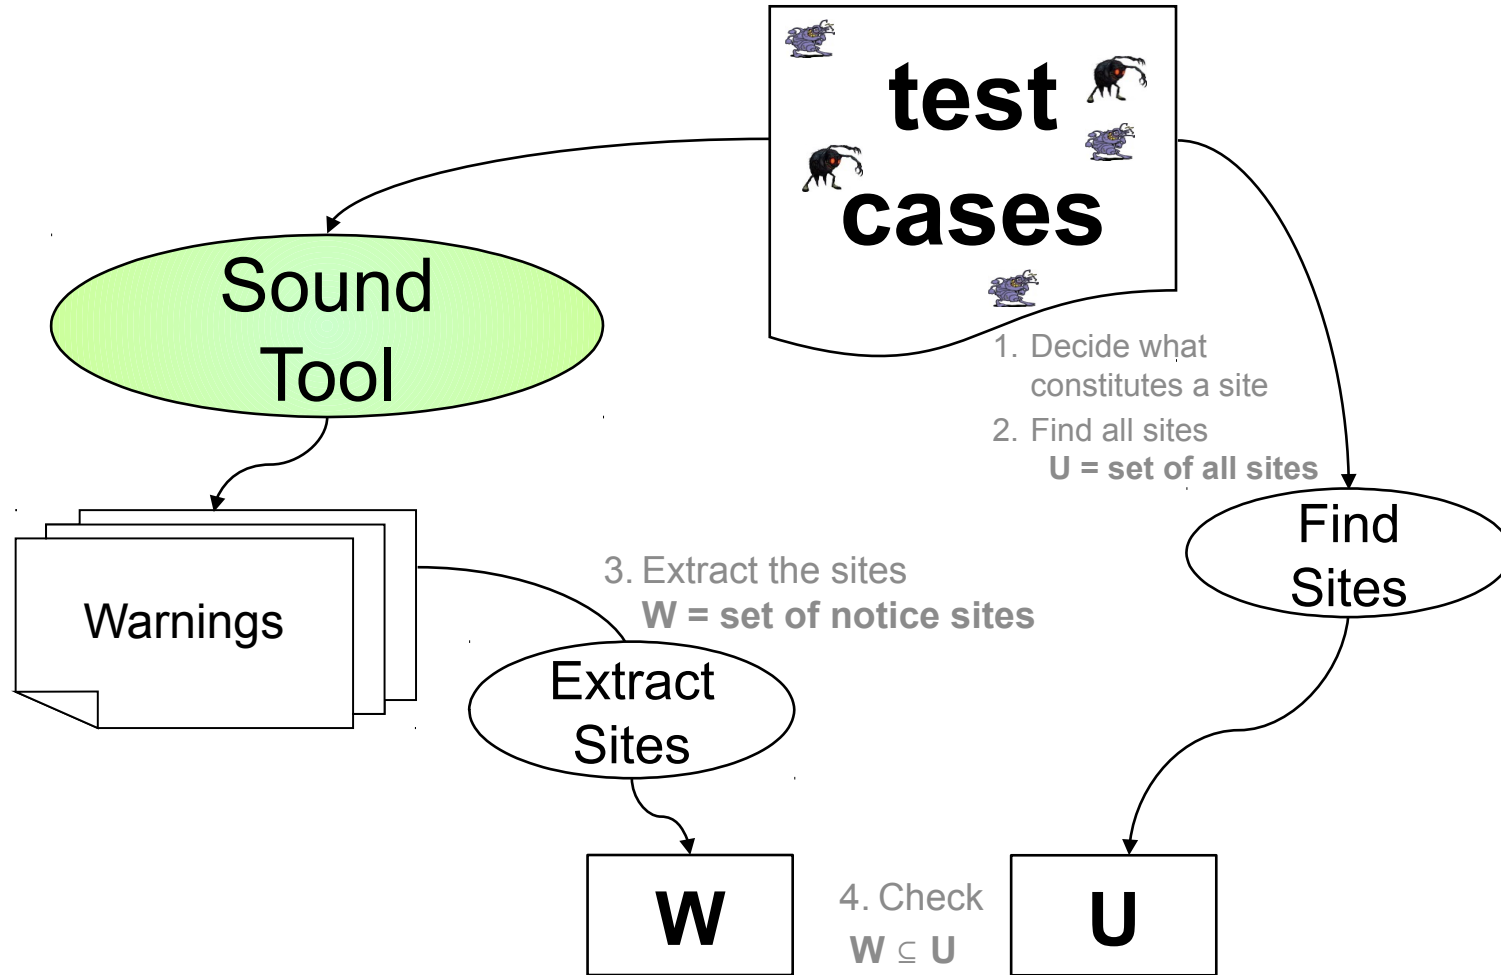 test
cases
Sound
Tool
1. Decide what
constitutes a site
2. Find all sites
U = set of all sites
Find
Sites
Warnings
3. Extract the sites
W = set of notice sites
Extract
Sites
W
4. Check
W ⊆ U
U